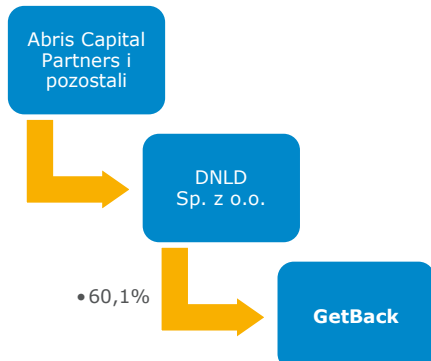 Abris Capital
Partners i
pozostali
DNLD
Sp. z o.o.
•60,1%
GetBack